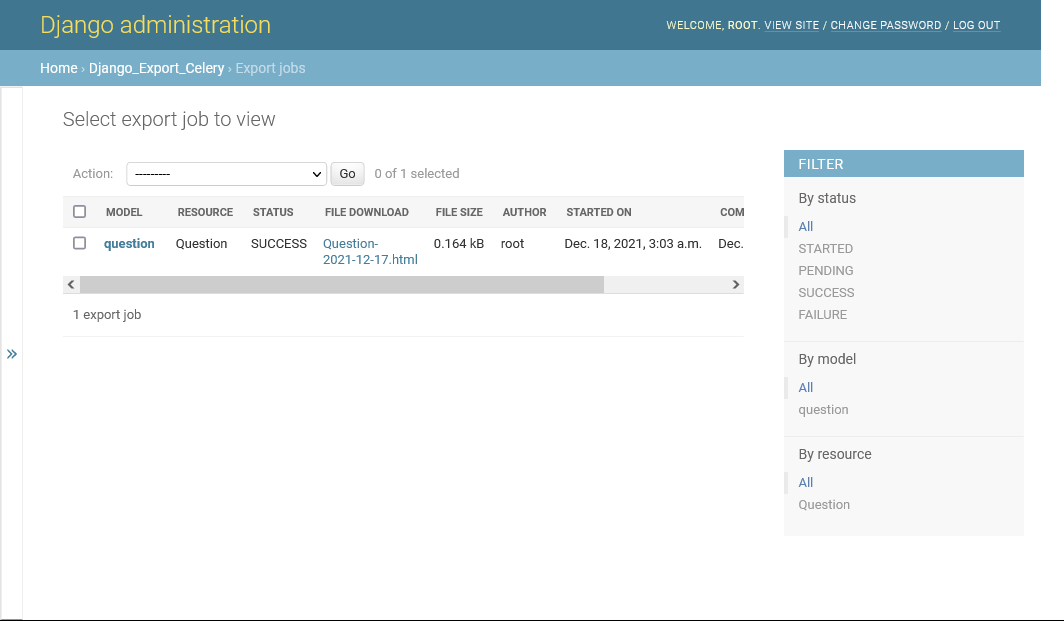 Django administration
WELCOME, ROOT. VIEW SITE / CHANGE PASSWORD / LOG OUT
Home › Django_Export_Celery › Export jobs
Select export job to view
Action: --------- Go 0 of 1 selected
MODEL RESOURCE STATUS FILE DOWNLOAD FILE SIZE AUTHOR STARTED ON COM
question Question SUCCESS Question- 0.164 kB root Dec. 18, 2021, 3:03 a.m. Dec.
2021-12-17.html
1 export job
»
FILTER
By status
All
STARTED
PENDING
SUCCESS
FAILURE
By model
All
question
By resource
All
Question